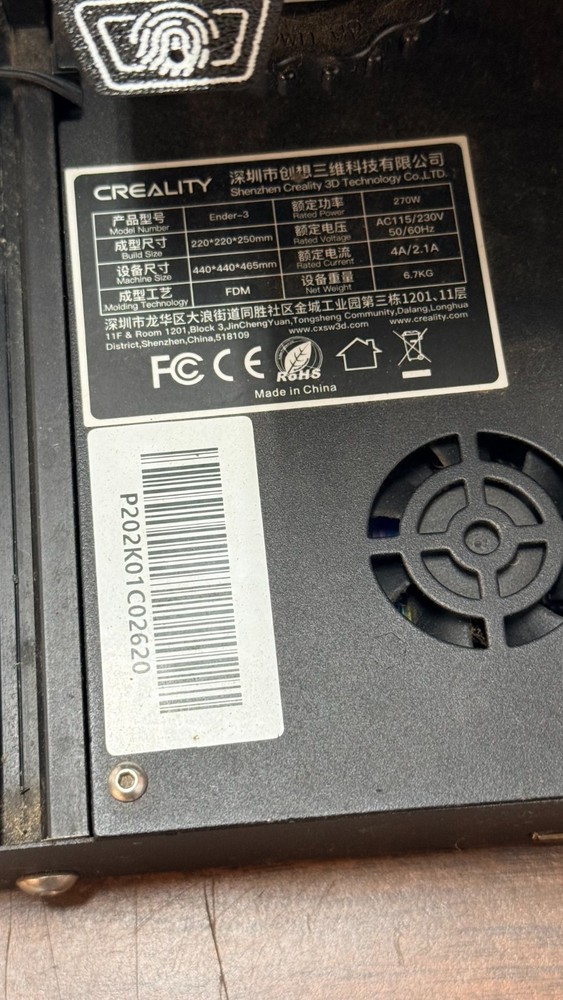 CREALITY
深圳市创想三维科技有限公司
Shenzhen Creality 3D Technology Co.,LTD.
产品型号
Model Number
Ender-3
额定功率
Rated Power
270W
成型尺寸
Build Size
220*220*250mm
额定电压
Rated Voltage
AC115/230V
50/60Hz
设备尺寸
Machine Size
440*440*465mm
额定电流
Rated Current
4A/2.1A
成型工艺
Molding Technology
FDM
设备重量
Net Weight
6.7KG
深圳市龙华区大浪街道同胜社区金城工业园第三栋1201、11层
11F & Room 1201,Block 3,JinChengYuan,Tongsheng Community,Dalang,Longhua
District,Shenzhen,China,518109
www.cxsw3d.com
www.creality.com
FC CE RoHS
Made in China
P202K01C02620